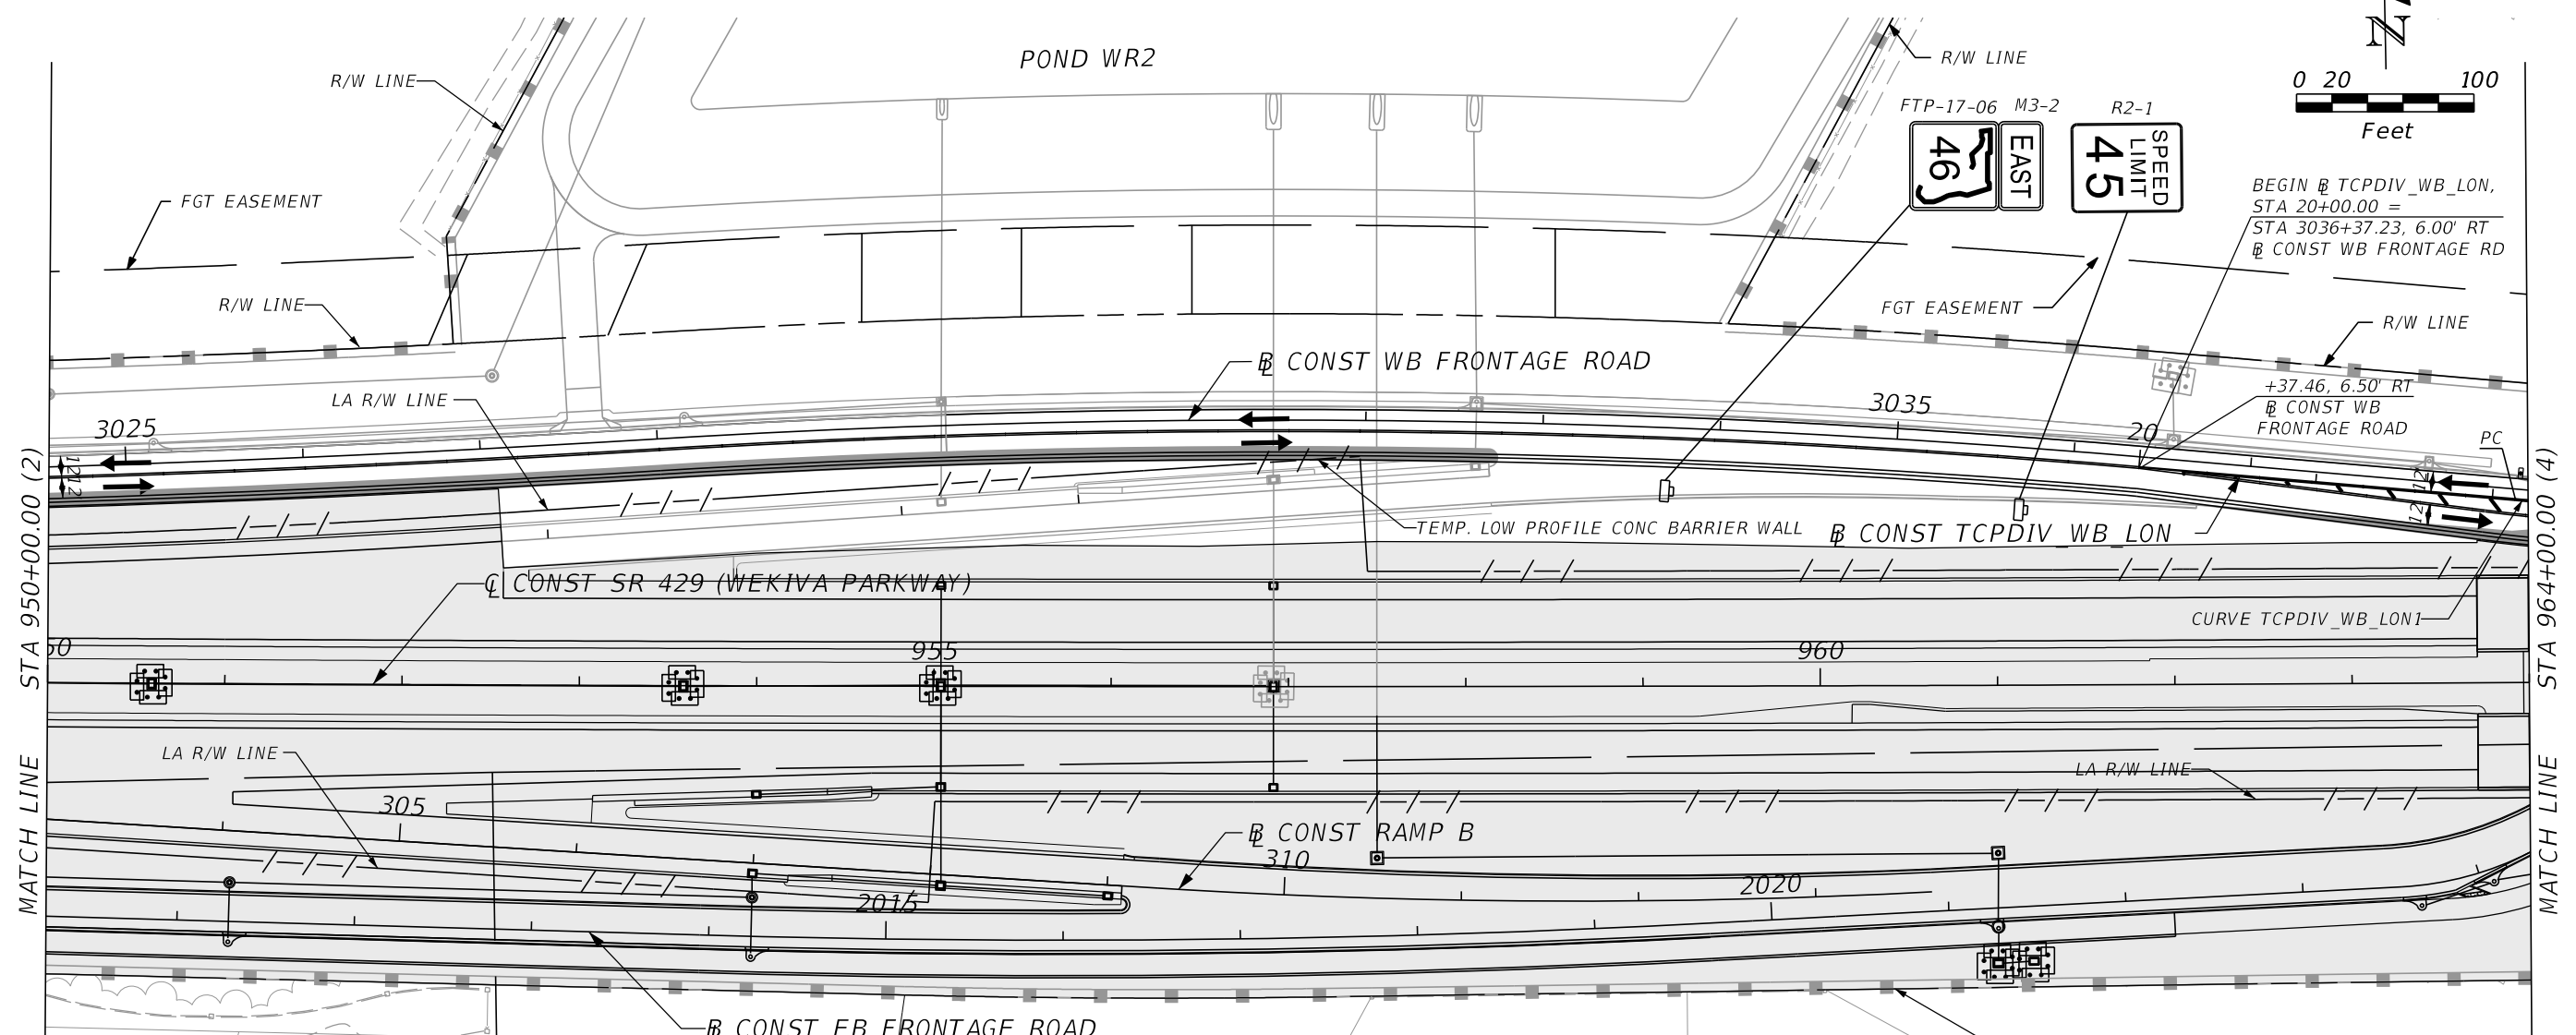 POND WR2
R/W LINE
R/W LINE
N
0 20 100
Feet
FTP-17-06 M3-2
R2-1
46
EAST
SPEED
LIMIT
45
FGT EASEMENT
BEGIN ⅊ TCPDIV_WB_LON,
STA 20+00.00 =
STA 3036+37.23, 6.00' RT
⅊ CONST WB FRONTAGE RD
R/W LINE
FGT EASEMENT
R/W LINE
⅊ CONST WB FRONTAGE ROAD
LA R/W LINE
+37.46, 6.50' RT
⅊ CONST WB
FRONTAGE ROAD
3025
3035
20
PC
12
12
12
12
TEMP. LOW PROFILE CONC BARRIER WALL
⅊ CONST TCPDIV_WB_LON
℄ CONST SR 429 (WEKIVA PARKWAY)
CURVE TCPDIV_WB_LON1
955
960
LA R/W LINE
LA R/W LINE
305
⅊ CONST RAMP B
310
2015
2020
⅊ CONST EB FRONTAGE ROAD
MATCH LINE STA 950+00.00 (2)
MATCH LINE STA 964+00.00 (4)